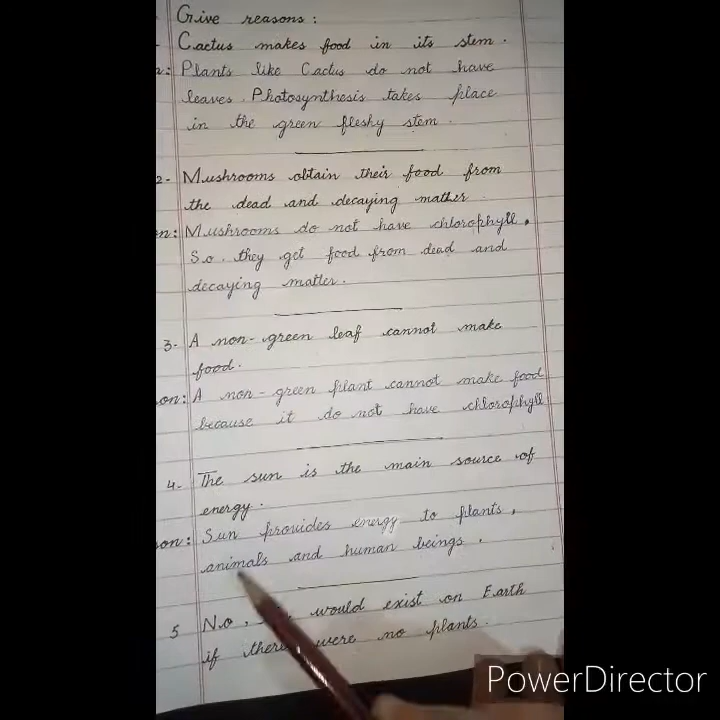 Give reasons :
Cactus makes food in its stem.
Plants like Cactus do not have
leaves. Photosynthesis takes place
in the green fleshy stem.
2- Mushrooms obtain their food from
the dead and decaying matter.
n: Mushrooms do not have chlorophyll.
So, they get food from dead and
decaying matter.
3- A non-green leaf cannot make
food.
on: A non-green plant cannot make food
because it do not have chlorophyll
4- The sun is the main source of
energy.
son: Sun provides energy to plants,
animals and human beings.
5 No, would exist on Earth
if there were no plants.
PowerDirector